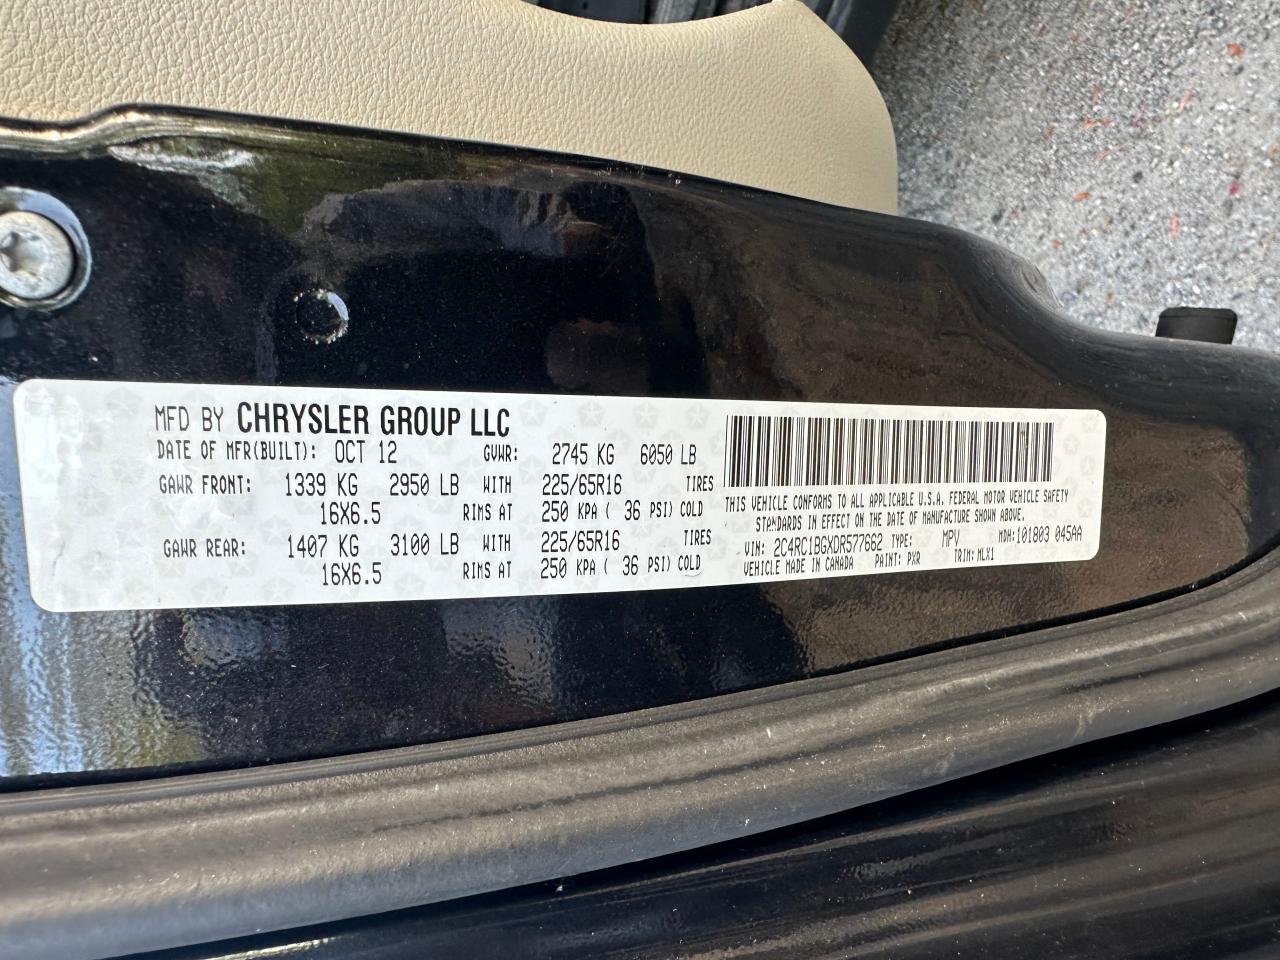 MFD BY CHRYSLER GROUP LLC
DATE OF MFR(BUILT): OCT 12 GVWR: 2745 KG 6050 LB
GAWR FRONT: 1339 KG 2950 LB WITH 225/65R16 TIRES
16X6.5 RIMS AT 250 KPA ( 36 PSI) COLD
GAWR REAR: 1407 KG 3100 LB WITH 225/65R16 TIRES
16X6.5 RIMS AT 250 KPA ( 36 PSI) COLD
THIS VEHICLE CONFORMS TO ALL APPLICABLE U.S.A. FEDERAL MOTOR VEHICLE SAFETY
STANDARDS IN EFFECT ON THE DATE OF MANUFACTURE SHOWN ABOVE.
VIN: 2C4RC1BGXDR577662 TYPE: MPV MDH:101803 045AA
VEHICLE MADE IN CANADA PAINT: PXR TRIM: MLX1